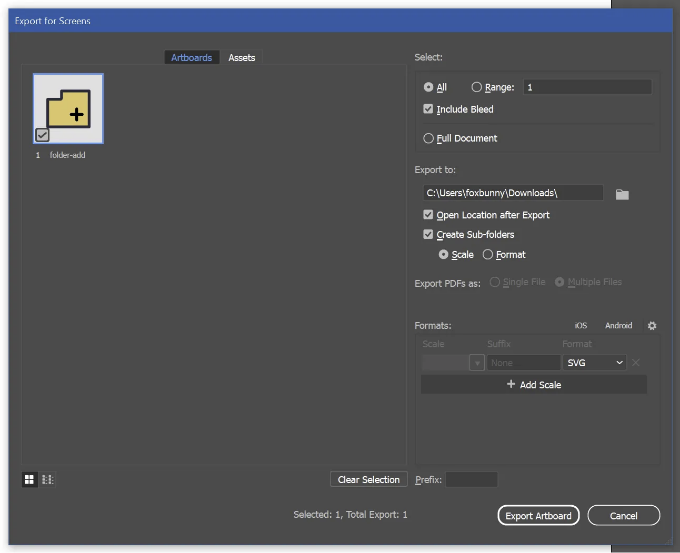 Export for Screens
Artboards Assets
1 folder-add
Select:
All Range: 1
Include Bleed
Full Document
Export to:
C:\Users\foxbunny\Downloads\
Open Location after Export
Create Sub-folders
Scale Format
Export PDFs as: Single File Multiple Files
Formats: iOS Android
Scale Suffix Format
None SVG
+ Add Scale
Clear Selection Prefix:
Selected: 1, Total Export: 1
Export Artboard Cancel